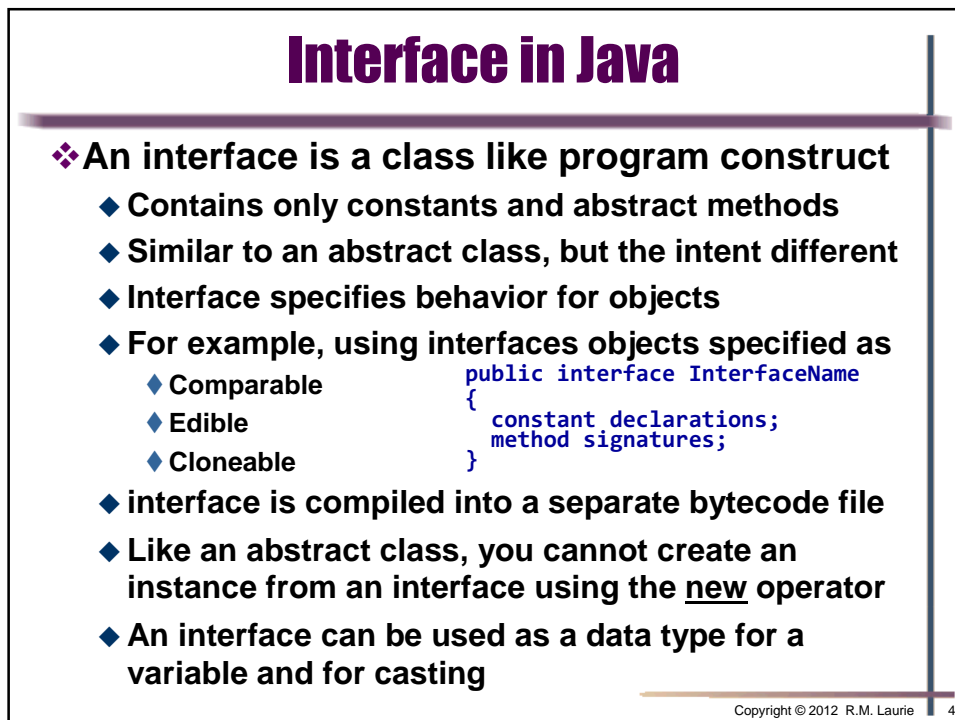 Interface in Java
An interface is a class like program construct
Contains only constants and abstract methods
Similar to an abstract class, but the intent different
Interface specifies behavior for objects
For example, using interfaces objects specified as
Comparable
Edible
Cloneable
public interface InterfaceName
{
constant declarations;
method signatures;
}
interface is compiled into a separate bytecode file
Like an abstract class, you cannot create an
instance from an interface using the new operator
An interface can be used as a data type for a
variable and for casting
Copyright © 2012 R.M. Laurie 4